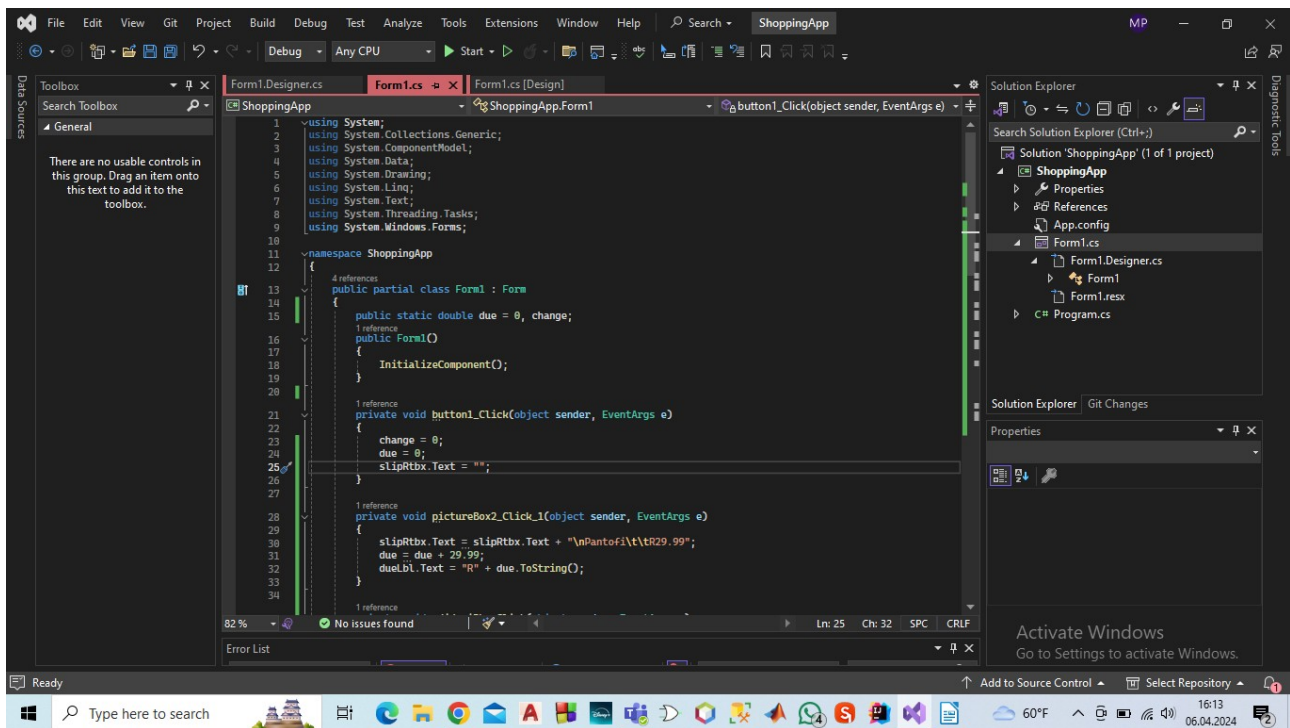 File Edit View Git Project Build Debug Test Analyze Tools Extensions Window Help Search ShoppingApp MP
Debug Any CPU Start
Data Sources
Toolbox
Search Toolbox
General
There are no usable controls in
this group. Drag an item onto
this text to add it to the
toolbox.
Form1.Designer.cs Form1.cs Form1.cs [Design]
ShoppingApp ShoppingApp.Form1 button1_Click(object sender, EventArgs e)
1 using System;
2 using System.Collections.Generic;
3 using System.ComponentModel;
4 using System.Data;
5 using System.Drawing;
6 using System.Linq;
7 using System.Text;
8 using System.Threading.Tasks;
9 using System.Windows.Forms;
10
11 namespace ShoppingApp
12 {
4 references
13 public partial class Form1 : Form
14 {
15 public static double due = 0, change;
1 reference
16 public Form1()
17 {
18 InitializeComponent();
19 }
20
1 reference
21 private void button1_Click(object sender, EventArgs e)
22 {
23 change = 0;
24 due = 0;
25 slipRtbx.Text = "";
26 }
27
1 reference
28 private void pictureBox2_Click_1(object sender, EventArgs e)
29 {
30 slipRtbx.Text = slipRtbx.Text + "\nPantofi\t\tR29.99";
31 due = due + 29.99;
32 dueLbl.Text = "R" + due.ToString();
33 }
34
1 reference
82 % No issues found Ln: 25 Ch: 32 SPC CRLF
Error List
Solution Explorer
Search Solution Explorer (Ctrl+;)
Solution 'ShoppingApp' (1 of 1 project)
ShoppingApp
Properties
References
App.config
Form1.cs
Form1.Designer.cs
Form1
Form1.resx
C# Program.cs
Solution Explorer Git Changes
Properties
Diagnostic Tools
Activate Windows
Go to Settings to activate Windows.
Ready Add to Source Control Select Repository 1
Type here to search 60°F 16:13
06.04.2024 2